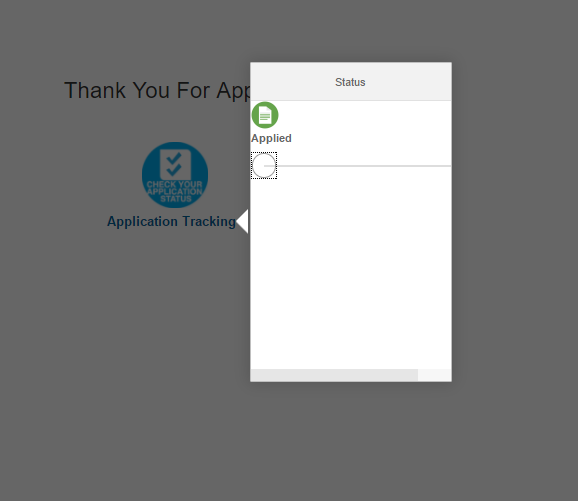 Thank You For App
CHECK YOUR
APPLICATION
STATUS
Application Tracking
Status
Applied